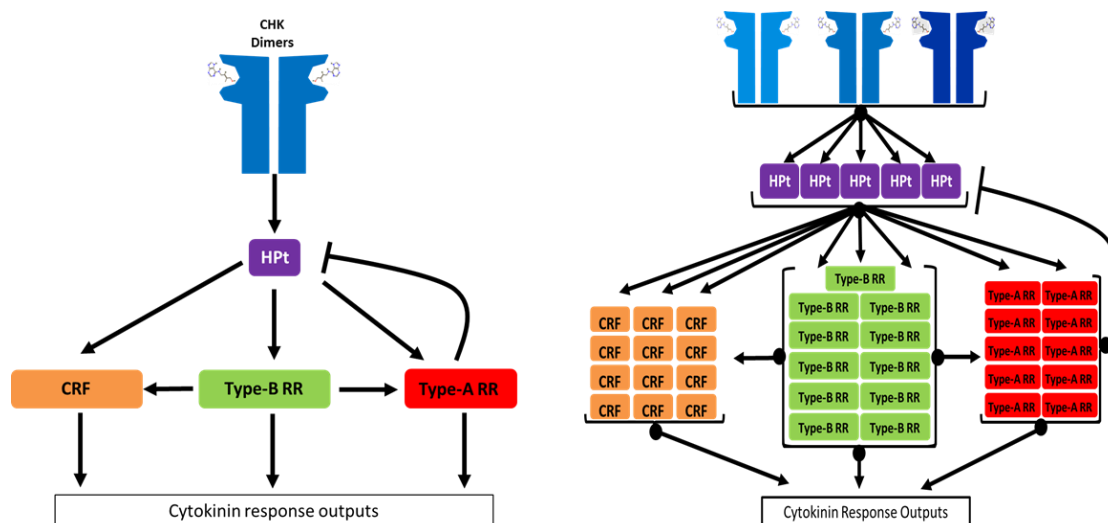 CHK
Dimers
HPt
CRF
Type-B RR
Type-A RR
Cytokinin response outputs
HPt HPt HPt HPt HPt
Type-B RR
CRF CRF CRF
CRF CRF CRF
CRF CRF CRF
CRF CRF CRF
Type-B RR Type-B RR
Type-B RR Type-B RR
Type-B RR Type-B RR
Type-B RR Type-B RR
Type-B RR Type-B RR
Type-A RR Type-A RR
Type-A RR Type-A RR
Type-A RR Type-A RR
Type-A RR Type-A RR
Type-A RR Type-A RR
Cytokinin Response Outputs